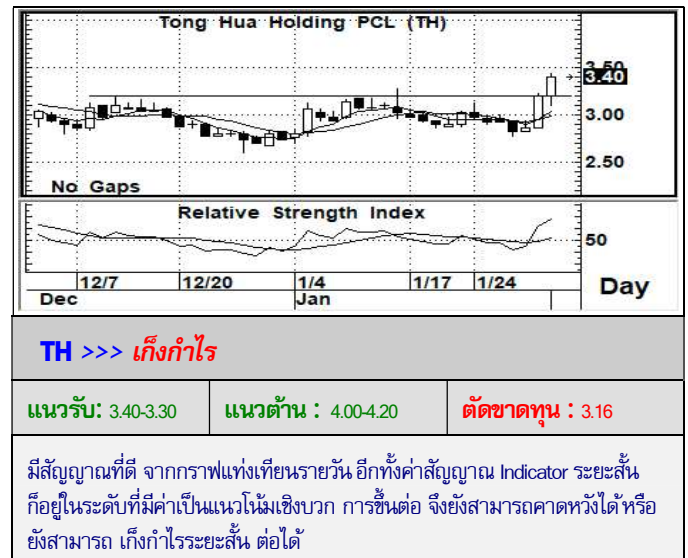 Tong Hua Holding PCL (TH)
3.50
3.40
3.00
2.50
No Gaps
Relative Strength Index
50
12/7 12/20 1/4 1/17 1/24
Dec Jan
Day
TH >>> เก็งกำไร
แนวรับ: 3.40-3.30 แนวต้าน : 4.00-4.20 ตัดขาดทุน : 3.16
มีสัญญาณที่ดี จากกราฟแท่งเทียนรายวัน อีกทั้งค่าสัญญาณ Indicator ระยะสั้น
ก็อยู่ในระดับที่มีค่าเป็นแนวโน้มเชิงบวก การขึ้นต่อ จึงยังสามารถคาดหวังได้ หรือ
ยังสามารถ เก็งกำไรระยะสั้น ต่อได้